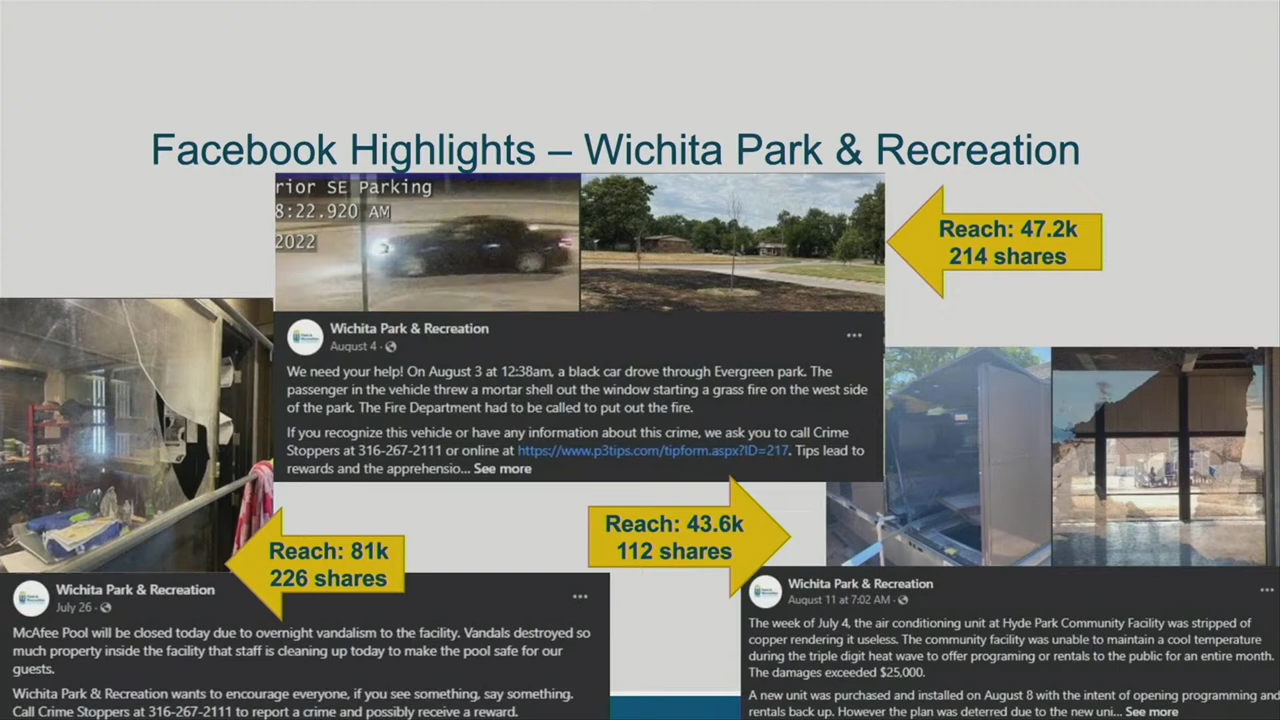 Facebook Highlights – Wichita Park & Recreation
rior SE Parking
8:22.920 AM
2022
Reach: 47.2k
214 shares
Wichita Park & Recreation
August 4 ·
We need your help! On August 3 at 12:38am, a black car drove through Evergreen park. The
passenger in the vehicle threw a mortar shell out the window starting a grass fire on the west side
of the park. The Fire Department had to be called to put out the fire.
If you recognize this vehicle or have any information about this crime, we ask you to call Crime
Stoppers at 316-267-2111 or online at https://www.p3tips.com/tipform.aspx?ID=217. Tips lead to
rewards and the apprehensio... See more
Reach: 81k
226 shares
Wichita Park & Recreation
July 26 ·
McAfee Pool will be closed today due to overnight vandalism to the facility. Vandals destroyed so
much property inside the facility that staff is cleaning up today to make the pool safe for our
guests.
Wichita Park & Recreation wants to encourage everyone, if you see something, say something.
Call Crime Stoppers at 316-267-2111 to report a crime and possibly receive a reward.
Reach: 43.6k
112 shares
Wichita Park & Recreation
August 11 at 7:02 AM ·
The week of July 4, the air conditioning unit at Hyde Park Community Facility was stripped of
copper rendering it useless. The community facility was unable to maintain a cool temperature
during the triple digit heat wave to offer programing or rentals to the public for an entire month.
The damages exceeded $25,000.
A new unit was purchased and installed on August 8 with the intent of opening programming and
rentals back up. However the plan was deterred due to the new uni... See more